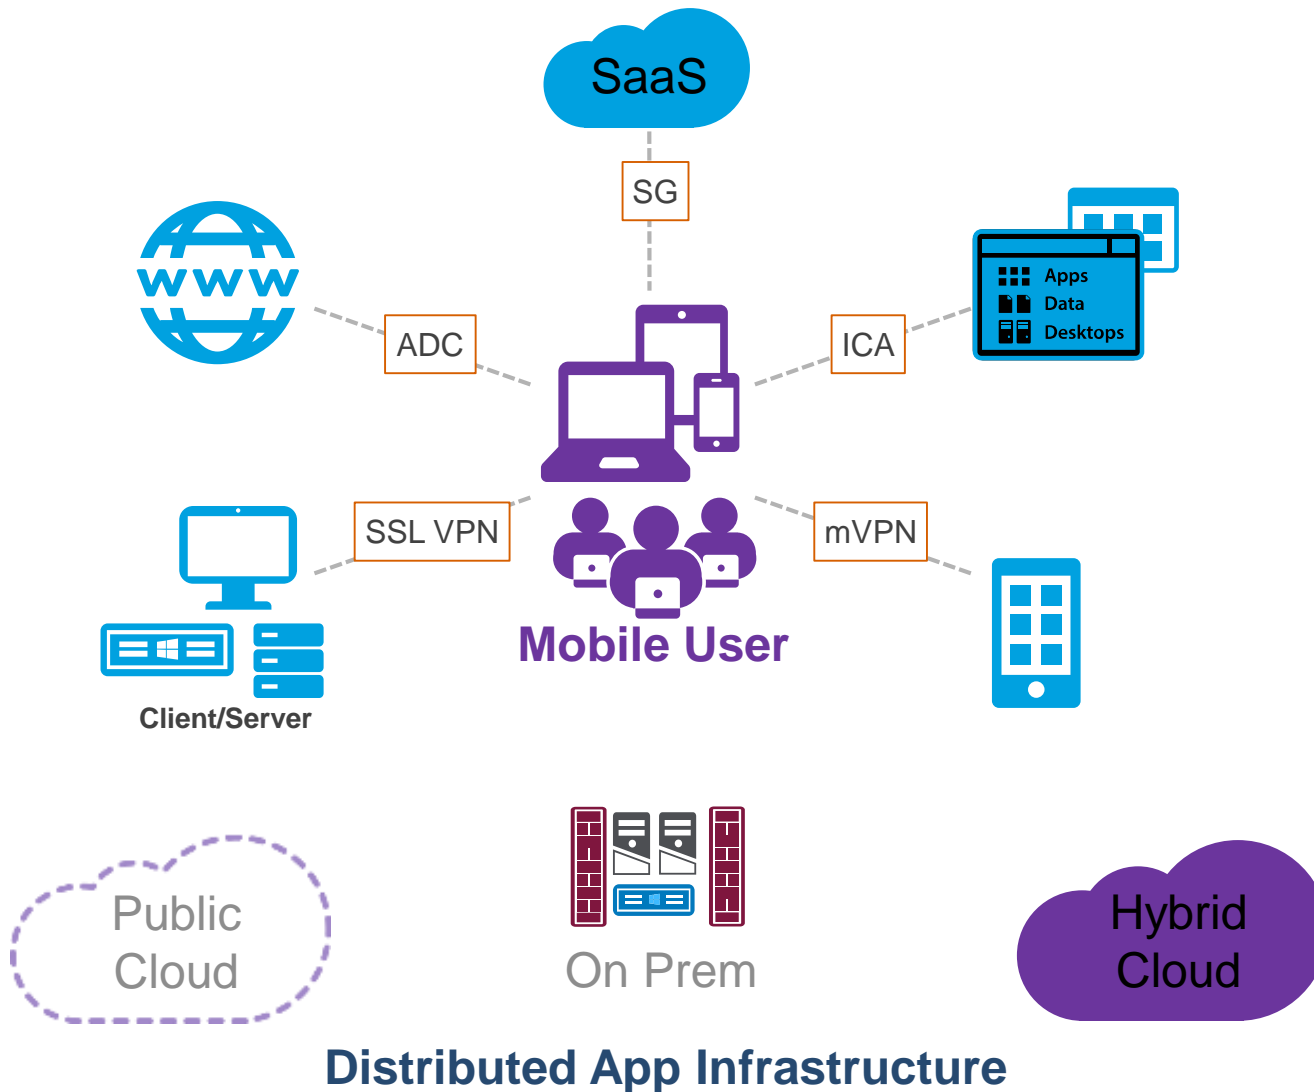 SaaS
SG
www
ADC
ICA
Apps
Data
Desktops
SSL VPN
mVPN
Mobile User
Client/Server
Public
Cloud
On Prem
Hybrid
Cloud
Distributed App Infrastructure